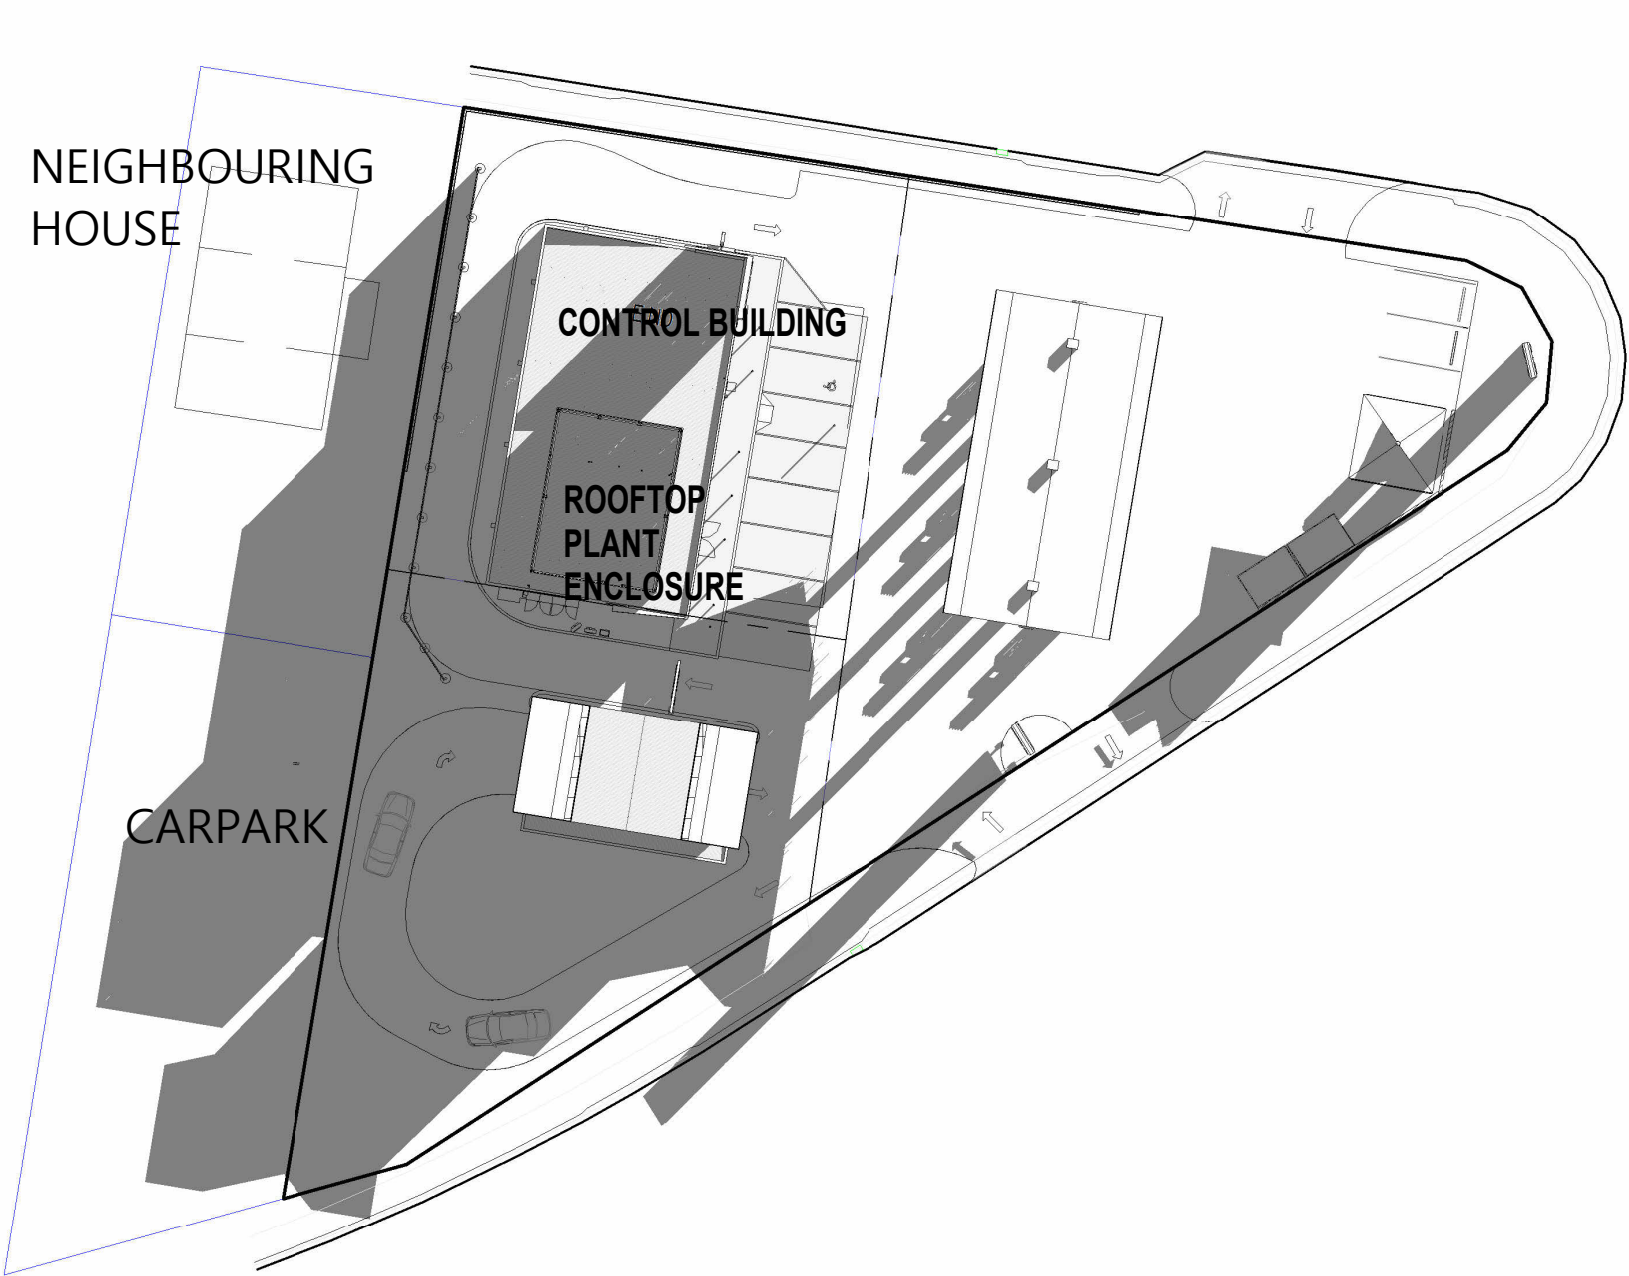 NEIGHBOURING
HOUSE
CONTROL BUILDING
ROOFTOP
PLANT
ENCLOSURE
CARPARK